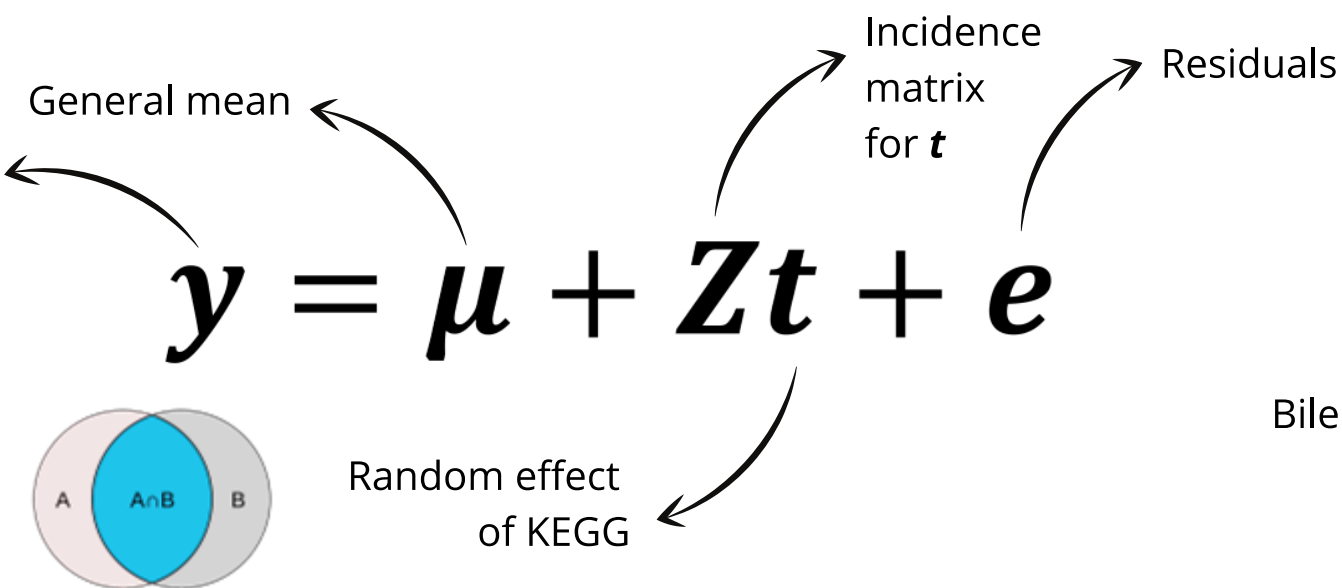 Incidence
matrix
for t
Residuals
General mean
y = μ + Zt + e
Bile
A A∩B B
Random effect
of KEGG